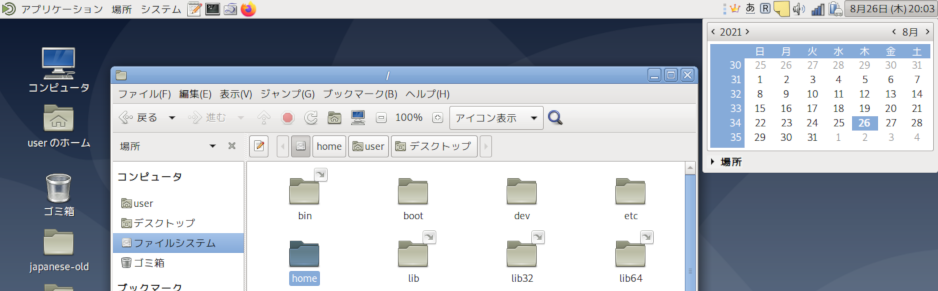 アプリケーション 場所 システム あ R 8月26日 (木) 20:03
コンピュータ
user のホーム
ゴミ箱
japanese-old
/
ファイル(F) 編集(E) 表示(V) ジャンプ(G) ブックマーク(B) ヘルプ(H)
戻る 進む 100% アイコン表示
場所 home user デスクトップ
コンピュータ
user
デスクトップ
ファイルシステム
ゴミ箱
ブックマーク
bin boot dev etc
home lib lib32 lib64
2021 8月
日 月 火 水 木 金 土
30 25 26 27 28 29 30 31
31 1 2 3 4 5 6 7
32 8 9 10 11 12 13 14
33 15 16 17 18 19 20 21
34 22 23 24 25 26 27 28
35 29 30 31 1 2 3 4
場所